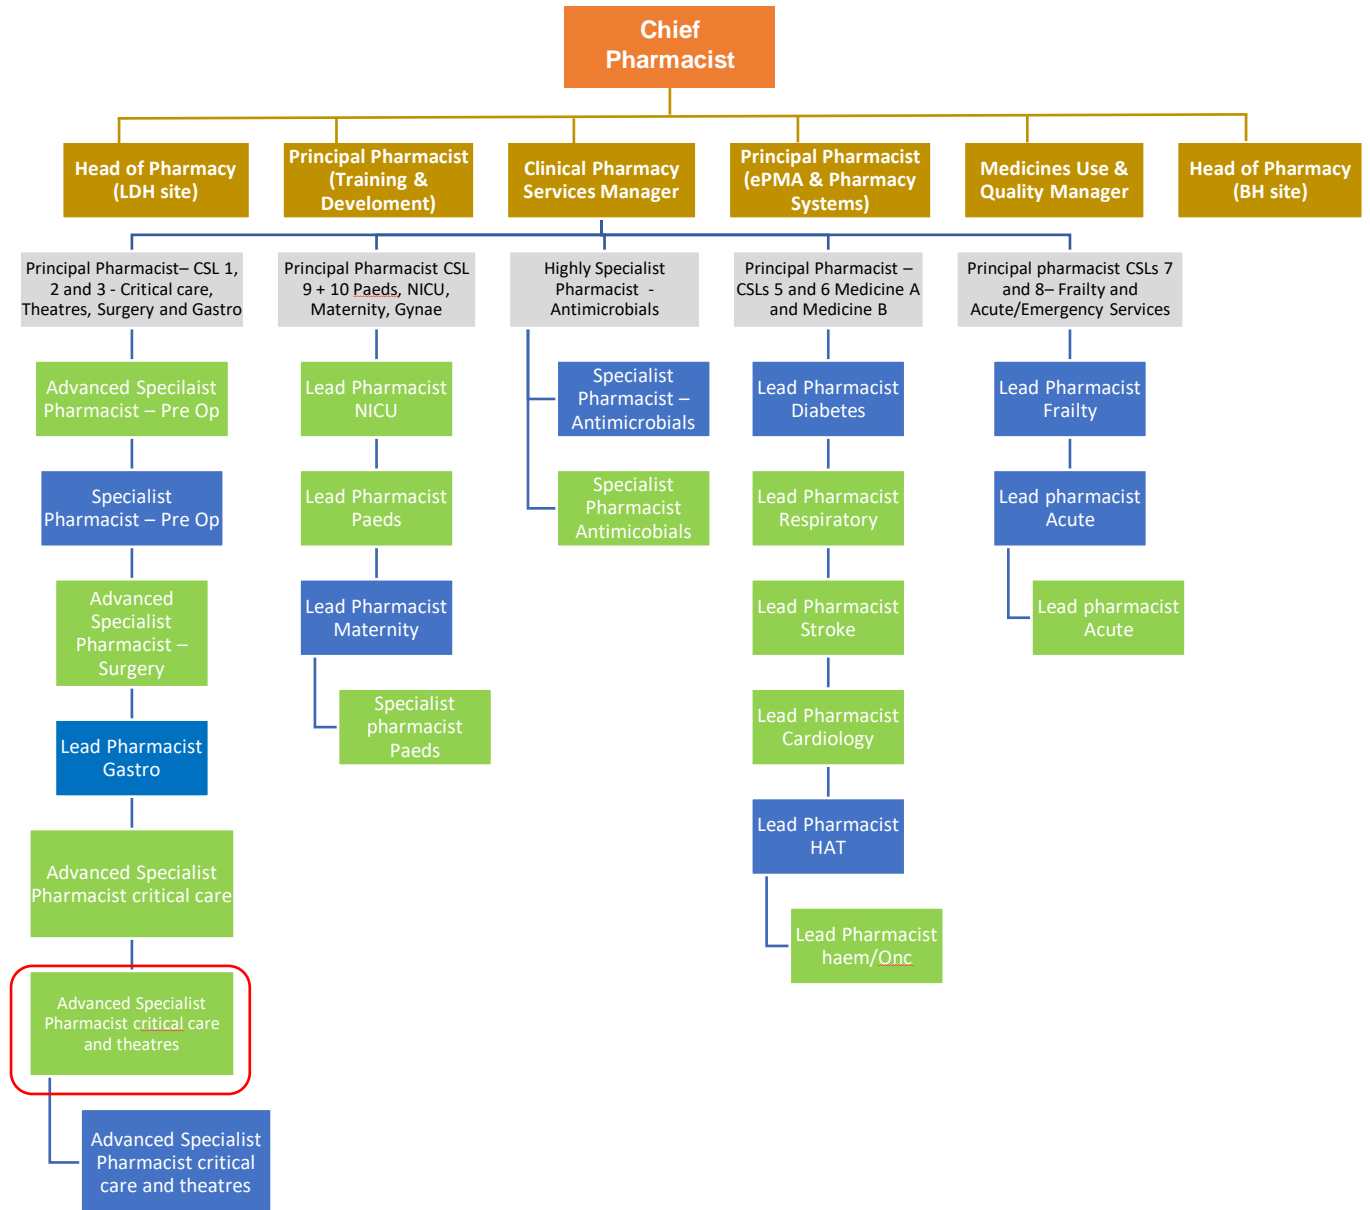 Chief
Pharmacist
Head of Pharmacy
(LDH site)
Principal Pharmacist
(Training &
Develoment)
Clinical Pharmacy
Services Manager
Principal Pharmacist
(ePMA & Pharmacy
Systems)
Medicines Use &
Quality Manager
Head of Pharmacy
(BH site)
Principal Pharmacist– CSL 1,
2 and 3 - Critical care,
Theatres, Surgery and Gastro
Principal Pharmacist CSL
9 + 10 Paeds, NICU,
Maternity, Gynae
Highly Specialist
Pharmacist  -
Antimicrobials
Principal Pharmacist –
CSLs 5 and 6 Medicine A
and Medicine B
Principal pharmacist CSLs 7
and 8– Frailty and
Acute/Emergency Services
Advanced Specilaist
Pharmacist – Pre Op
Specialist
Pharmacist – Pre Op
Advanced
Specialist
Pharmacist –
Surgery
Lead Pharmacist
Gastro
Advanced Specialist
Pharmacist critical care
Advanced Specialist
Pharmacist critical care
and theatres
Advanced Specialist
Pharmacist critical
care and theatres
Lead Pharmacist
NICU
Lead Pharmacist
Paeds
Lead Pharmacist
Maternity
Specialist
pharmacist
Paeds
Specialist
Pharmacist –
Antimicrobials
Specialist
Pharmacist
Antimicobials
Lead Pharmacist
Diabetes
Lead Pharmacist
Respiratory
Lead Pharmacist
Stroke
Lead Pharmacist
Cardiology
Lead Pharmacist
HAT
Lead Pharmacist
haem/Onc
Lead Pharmacist
Frailty
Lead pharmacist
Acute
Lead pharmacist
Acute